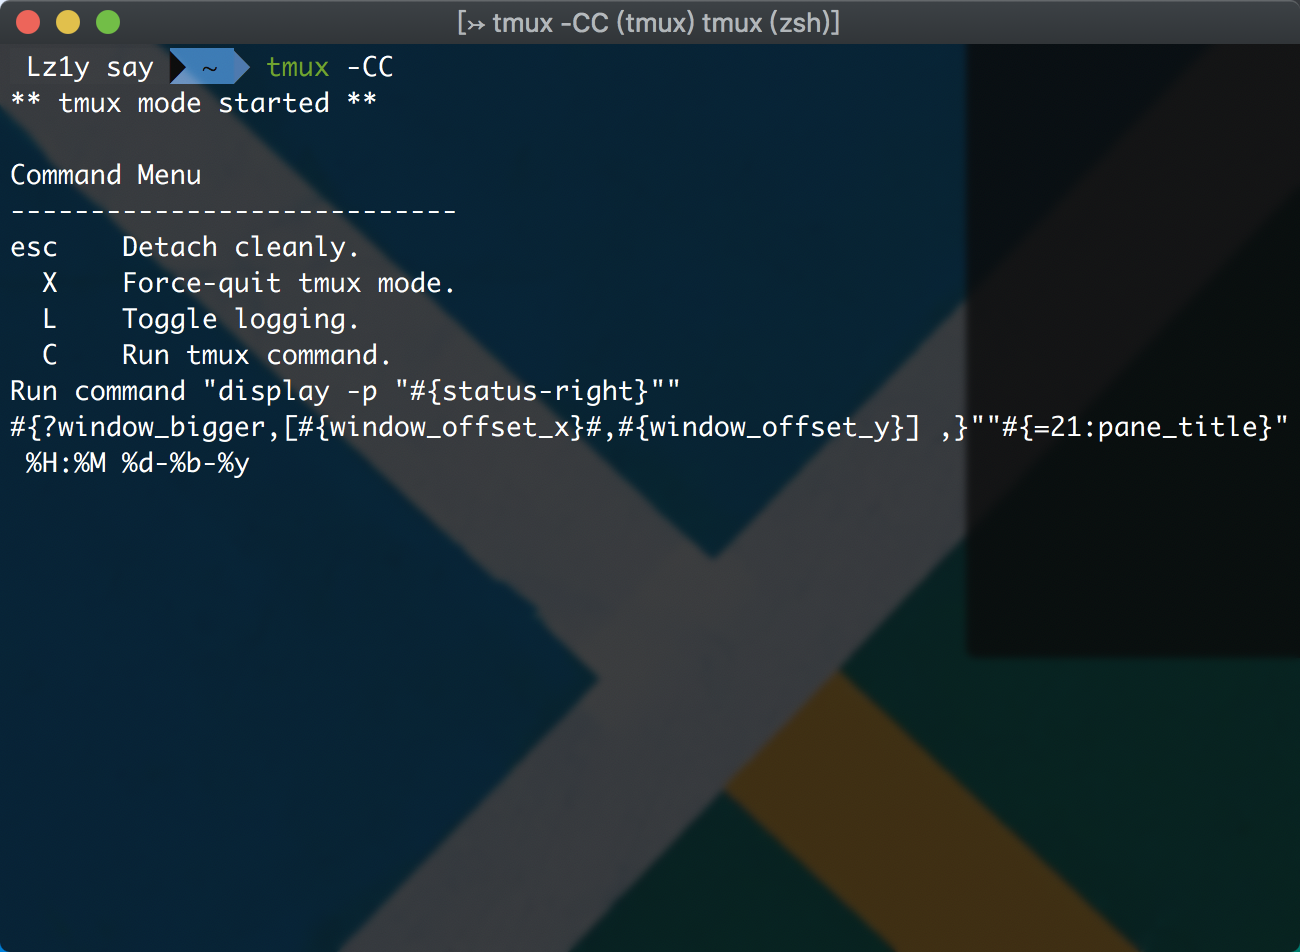 [↣ tmux -CC (tmux) tmux (zsh)]
Lz1y say ~ tmux -CC
** tmux mode started **
Command Menu
----------------------------
esc    Detach cleanly.
  X    Force-quit tmux mode.
  L    Toggle logging.
  C    Run tmux command.
Run command "display -p "#{status-right}""
#{?window_bigger,[#{window_offset_x}#,#{window_offset_y}] ,}""#{=21:pane_title}"
 %H:%M %d-%b-%y